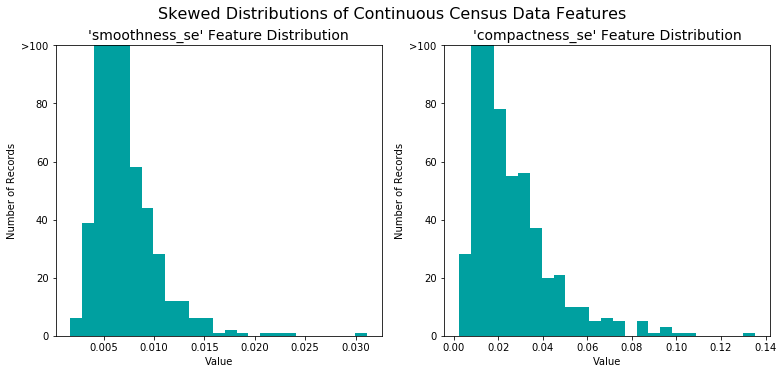 Skewed Distributions of Continuous Census Data Features
'smoothness_se' Feature Distribution
>100
80
60
40
20
0
Number of Records
0.005 0.010 0.015 0.020 0.025 0.030
Value
'compactness_se' Feature Distribution
>100
80
60
40
20
0
Number of Records
0.00 0.02 0.04 0.06 0.08 0.10 0.12 0.14
Value